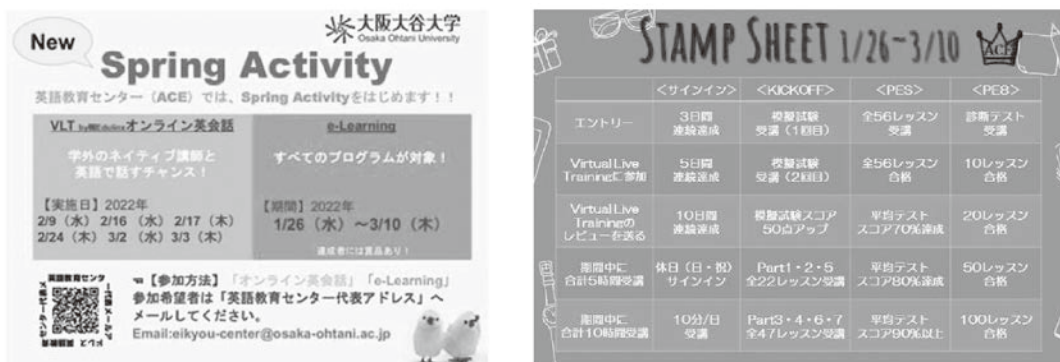 New
大阪大谷大学
Osaka Ohtani University
Spring Activity
英語教育センター（ACE）では、Spring Activityをはじめます！！
VLT オンライン英会話
学外のネイティブ講師と
英語で話すチャンス！
【実施日】2022年
2/9（水）2/16（水）2/17（木）
2/24（木）3/2（水）3/3（木）
e-Learning
すべてのプログラムが対象！
【期間】2022年
1/26（水）～3/10（木）
達成者には賞品あり！
【参加方法】「オンライン英会話」「e-Learning」
参加希望者は「英語教育センター代表アドレス」へ
メールしてください。
Email:eikyou-center@osaka-ohtani.ac.jp
STAMP SHEET 1/26~3/10
ACE
<サインイン> <KICKOFF> <PES> <PE8>
エントリー 3日間 連続達成 模擬試験 受講（1回目） 全56レッスン 受講 診断テスト 受講
Virtual Live Trainingに参加 5日間 連続達成 模擬試験 受講（2回目） 全56レッスン 合格 10レッスン 合格
Virtual Live Trainingの レビューを送る 10日間 連続達成 模擬試験スコア 50点アップ 平均テスト スコア70%達成 20レッスン 合格
期間中に 合計5時間受講 休日（日・祝） サインイン Part1・2・5 全22レッスン受講 平均テスト スコア80%達成 50レッスン 合格
期間中に 合計10時間受講 10分/日 受講 Part3・4・6・7 全47レッスン受講 平均テスト スコア90%以上 100レッスン 合格